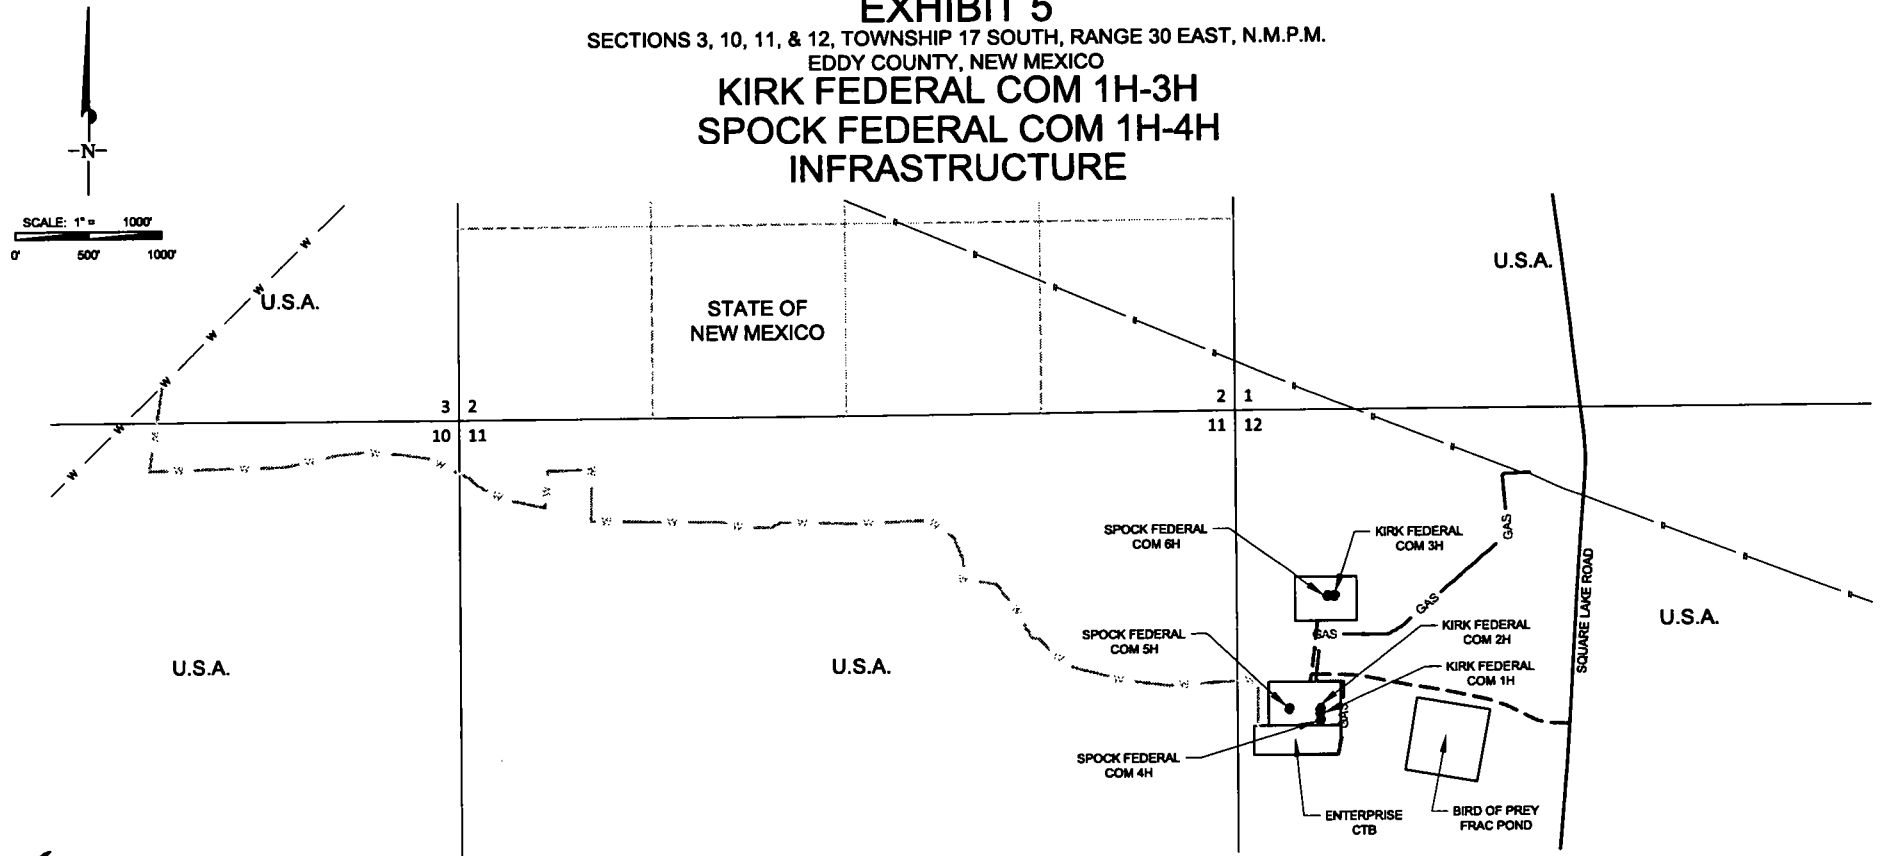 EXHIBIT 5
SECTIONS 3, 10, 11, & 12, TOWNSHIP 17 SOUTH, RANGE 30 EAST, N.M.P.M.
EDDY COUNTY, NEW MEXICO
KIRK FEDERAL COM 1H-3H
SPOCK FEDERAL COM 1H-4H
INFRASTRUCTURE
-N-
SCALE: 1" = 1000'
0' 500' 1000'
U.S.A.
STATE OF
NEW MEXICO
U.S.A.
3 2
10 11
2 1
11 12
W W W W W W W
W W W W W W W W W W W W W W W W W W W W W
SPOCK FEDERAL
COM 6H
KIRK FEDERAL
COM 3H
GAS
GAS
GAS
GAS
SPOCK FEDERAL
COM 5H
KIRK FEDERAL
COM 2H
KIRK FEDERAL
COM 1H
SPOCK FEDERAL
COM 4H
ENTERPRISE
CTB
BIRD OF PREY
FRAC POND
SQUARE LAKE ROAD
U.S.A.
U.S.A.
U.S.A.